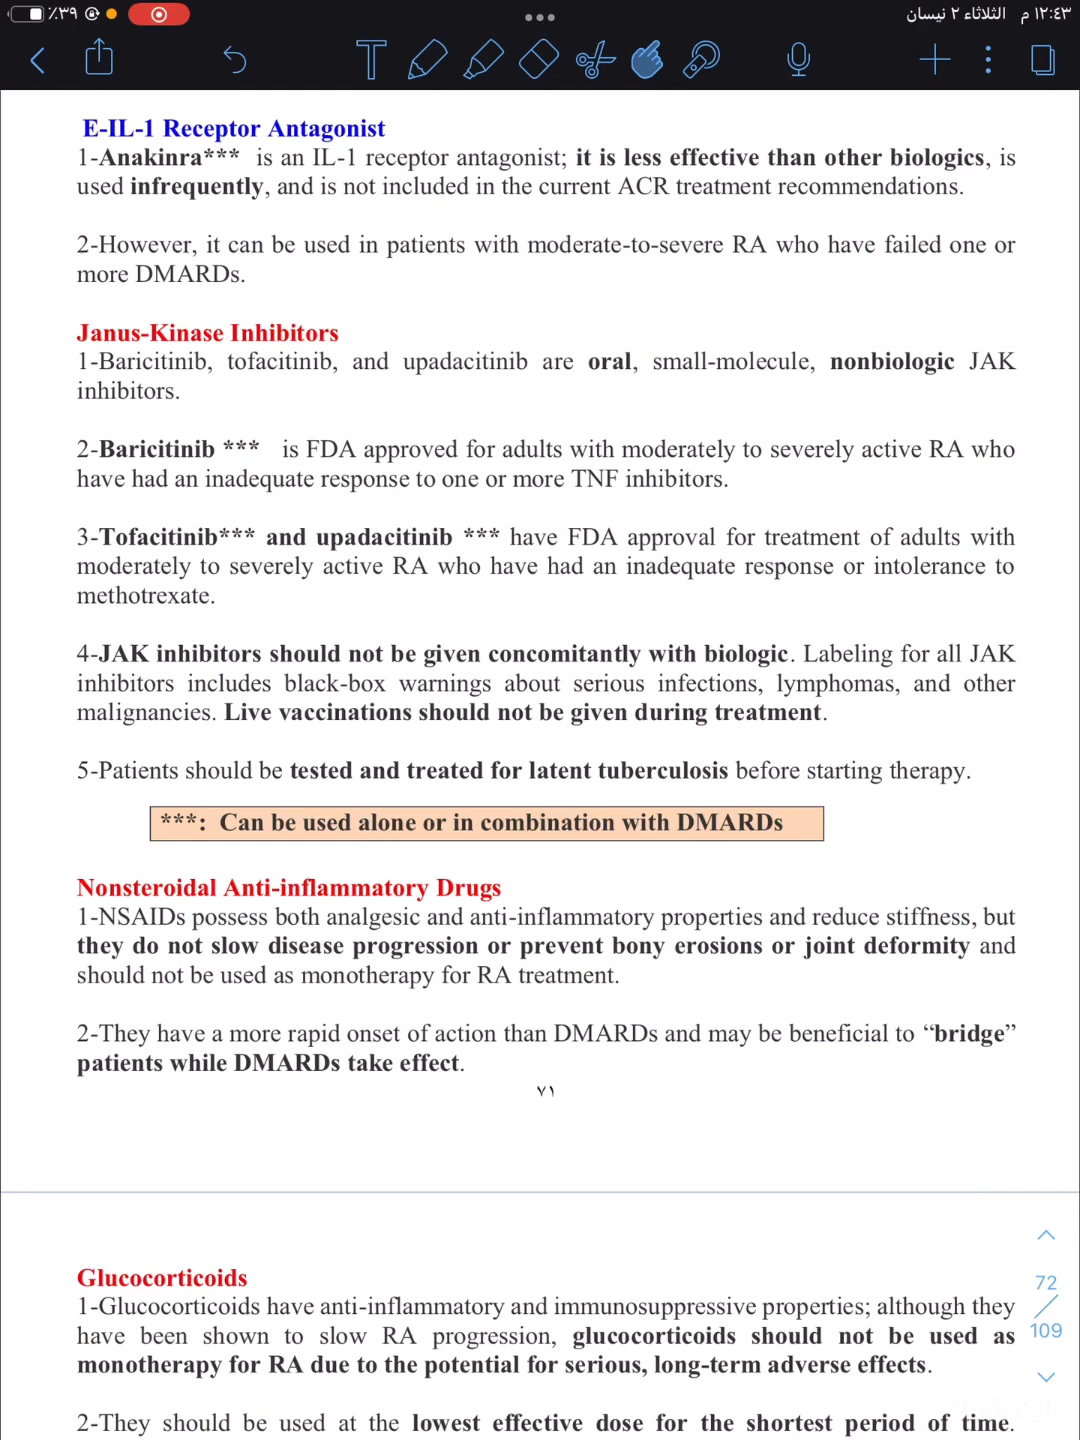 ١٢:٤٣ م الثلاثاء ٢ نيسان
٪٣٩
E-IL-1 Receptor Antagonist
1-Anakinra*** is an IL-1 receptor antagonist; it is less effective than other biologics, is
used infrequently, and is not included in the current ACR treatment recommendations.
2-However, it can be used in patients with moderate-to-severe RA who have failed one or
more DMARDs.
Janus-Kinase Inhibitors
1-Baricitinib, tofacitinib, and upadacitinib are oral, small-molecule, nonbiologic JAK
inhibitors.
2-Baricitinib *** is FDA approved for adults with moderately to severely active RA who
have had an inadequate response to one or more TNF inhibitors.
3-Tofacitinib*** and upadacitinib *** have FDA approval for treatment of adults with
moderately to severely active RA who have had an inadequate response or intolerance to
methotrexate.
4-JAK inhibitors should not be given concomitantly with biologic. Labeling for all JAK
inhibitors includes black-box warnings about serious infections, lymphomas, and other
malignancies. Live vaccinations should not be given during treatment.
5-Patients should be tested and treated for latent tuberculosis before starting therapy.
***: Can be used alone or in combination with DMARDs
Nonsteroidal Anti-inflammatory Drugs
1-NSAIDs possess both analgesic and anti-inflammatory properties and reduce stiffness, but
they do not slow disease progression or prevent bony erosions or joint deformity and
should not be used as monotherapy for RA treatment.
2-They have a more rapid onset of action than DMARDs and may be beneficial to “bridge”
patients while DMARDs take effect.
٧١
Glucocorticoids
1-Glucocorticoids have anti-inflammatory and immunosuppressive properties; although they
have been shown to slow RA progression, glucocorticoids should not be used as
monotherapy for RA due to the potential for serious, long-term adverse effects.
2-They should be used at the lowest effective dose for the shortest period of time.
72
109